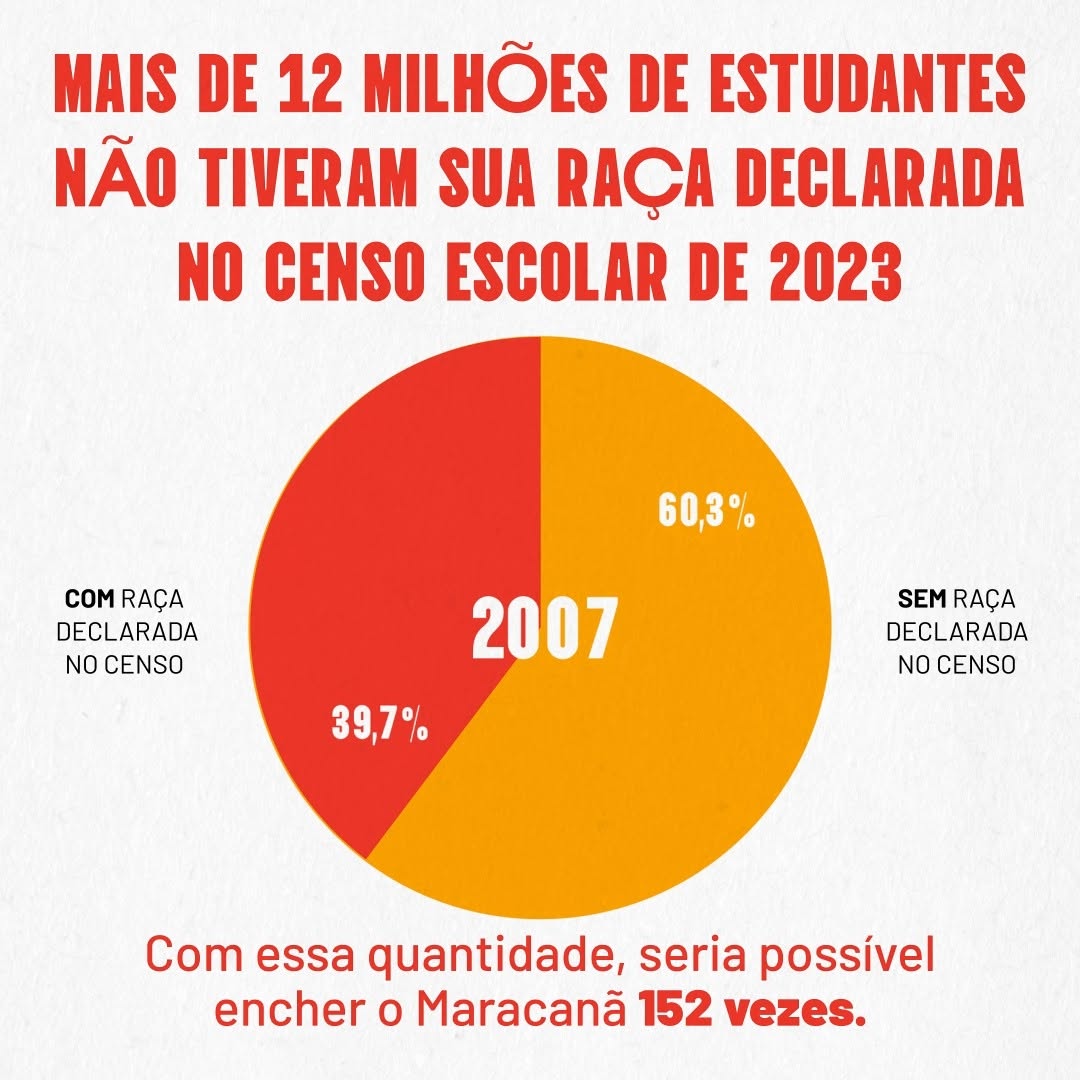 MAIS DE 12 MILHÕES DE ESTUDANTES
NÃO TIVERAM SUA RAÇA DECLARADA
NO CENSO ESCOLAR DE 2023
60,3%
COM RAÇA
DECLARADA
NO CENSO
2007
SEM RAÇA
DECLARADA
NO CENSO
39,7%
Com essa quantidade, seria possível
encher o Maracanã 152 vezes.